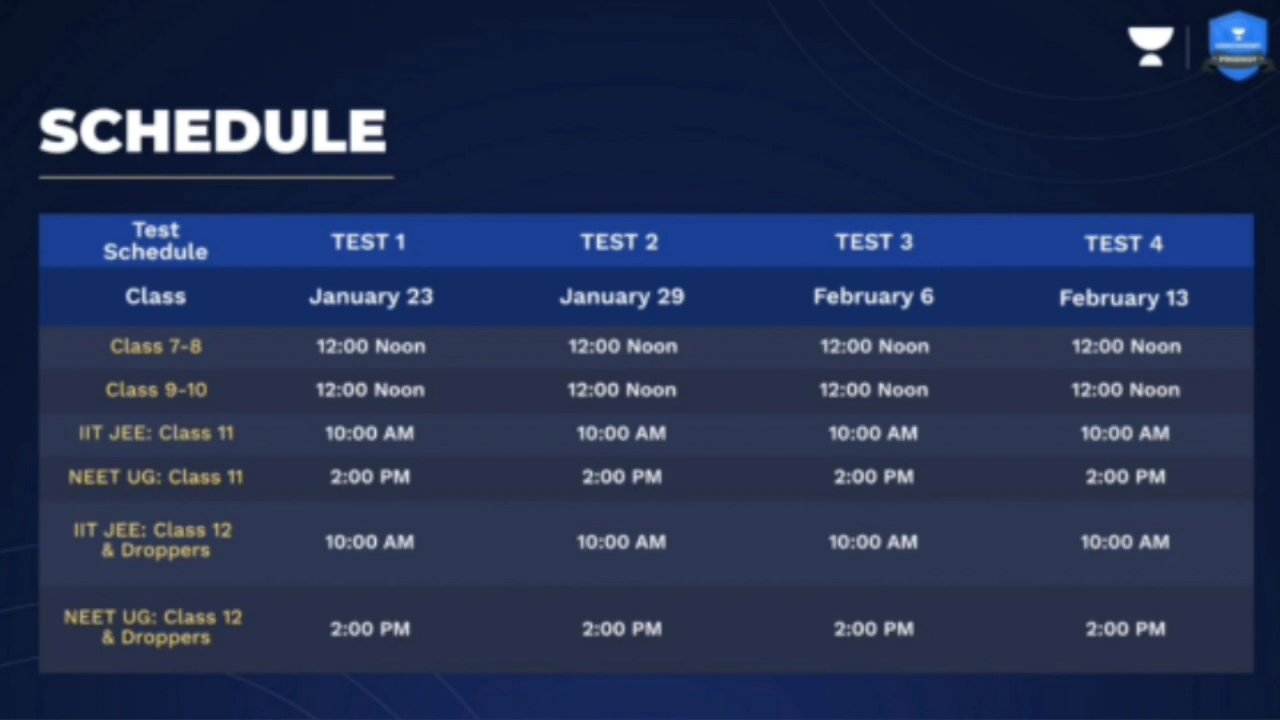 SCHEDULE
Test Schedule TEST 1 TEST 2 TEST 3 TEST 4
Class January 23 January 29 February 6 February 13
Class 7-8 12:00 Noon 12:00 Noon 12:00 Noon 12:00 Noon
Class 9-10 12:00 Noon 12:00 Noon 12:00 Noon 12:00 Noon
IIT JEE: Class 11 10:00 AM 10:00 AM 10:00 AM 10:00 AM
NEET UG: Class 11 2:00 PM 2:00 PM 2:00 PM 2:00 PM
IIT JEE: Class 12 & Droppers 10:00 AM 10:00 AM 10:00 AM 10:00 AM
NEET UG: Class 12 & Droppers 2:00 PM 2:00 PM 2:00 PM 2:00 PM